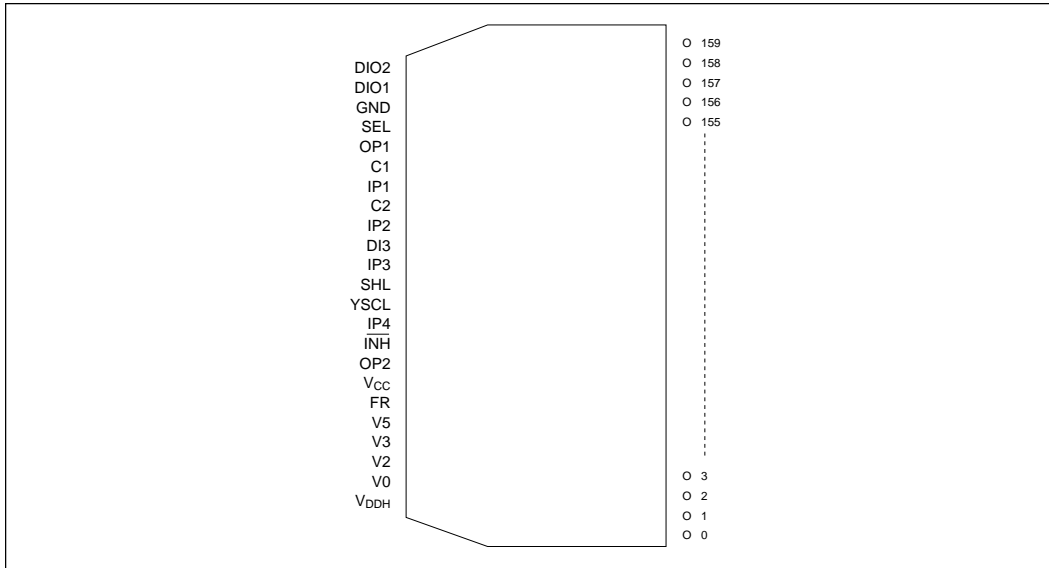 DIO2
DIO1
GND
SEL
OP1
C1
IP1
C2
IP2
DI3
IP3
SHL
YSCL
IP4
I̅N̅H̅
OP2
VCC
FR
V5
V3
V2
V0
VDDH
O 159
O 158
O 157
O 156
O 155
O 3
O 2
O 1
O 0